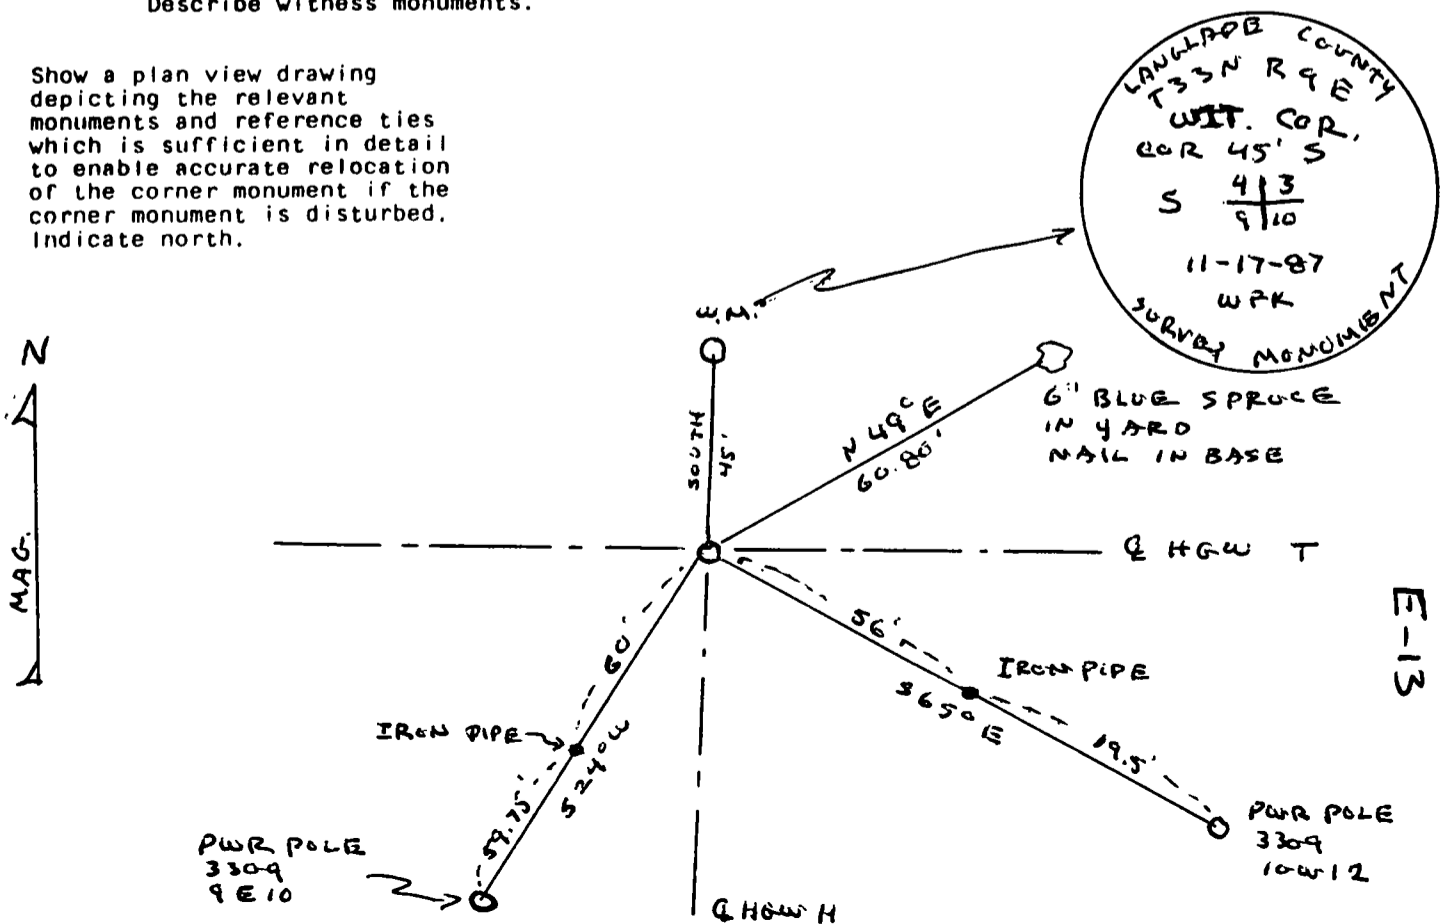 Describe witness monuments.
Show a plan view drawing
depicting the relevant
monuments and reference ties
which is sufficient in detail
to enable accurate relocation
of the corner monument if the
corner monument is disturbed.
Indicate north.
LANGLADE COUNTY
T33N R9E
WIT. COR.
COR 45' S
S 4 | 3
9 | 10
11-17-87
WPK
SURVEY MONUMENT
N
MAG.
W.M.
SOUTH
45'
N 49° E
60.80'
6" BLUE SPRUCE
IN YARD
NAIL IN BASE
℄ HGW T
E-13
60'
56'
IRON PIPE
S65° E
19.5'
IRON PIPE
S24°W
59.75'
PWR POLE
3309
9E10
PWR POLE
3309
10W12
℄ HGW H